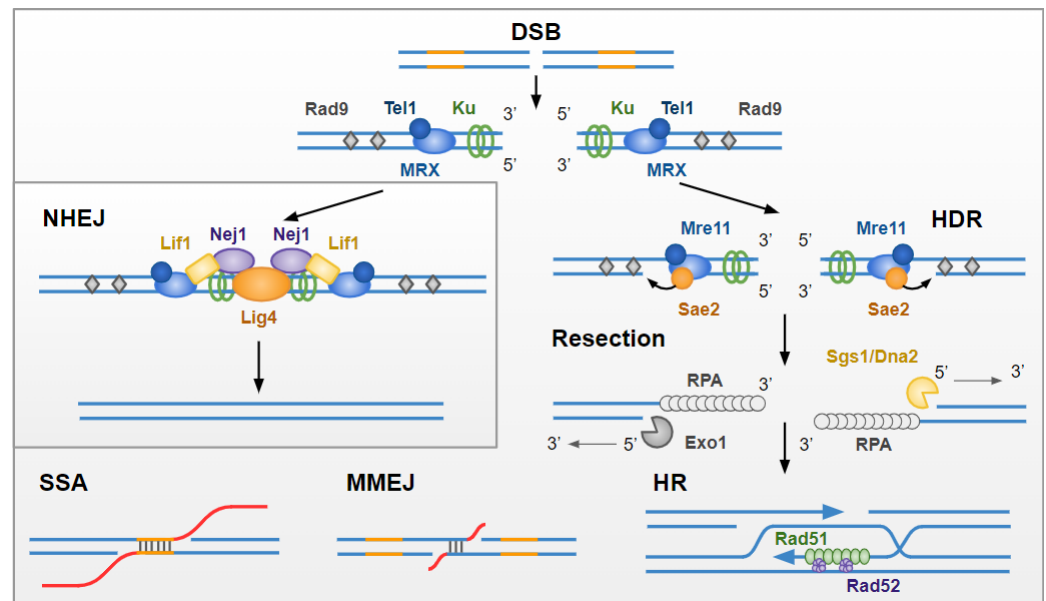 DSB
Rad9 Tel1 Ku 3’ 5’ Ku Tel1 Rad9
MRX 5’ 3’ MRX
NHEJ
Lif1 Nej1 Nej1 Lif1
Lig4
HDR
Mre11 3’ 5’ Mre11
Sae2 5’ 3’ Sae2
Resection
Sgs1/Dna2
RPA 3’ 5’ 3’
3’ 5’ Exo1 3’ RPA
SSA
MMEJ
HR
Rad51
Rad52